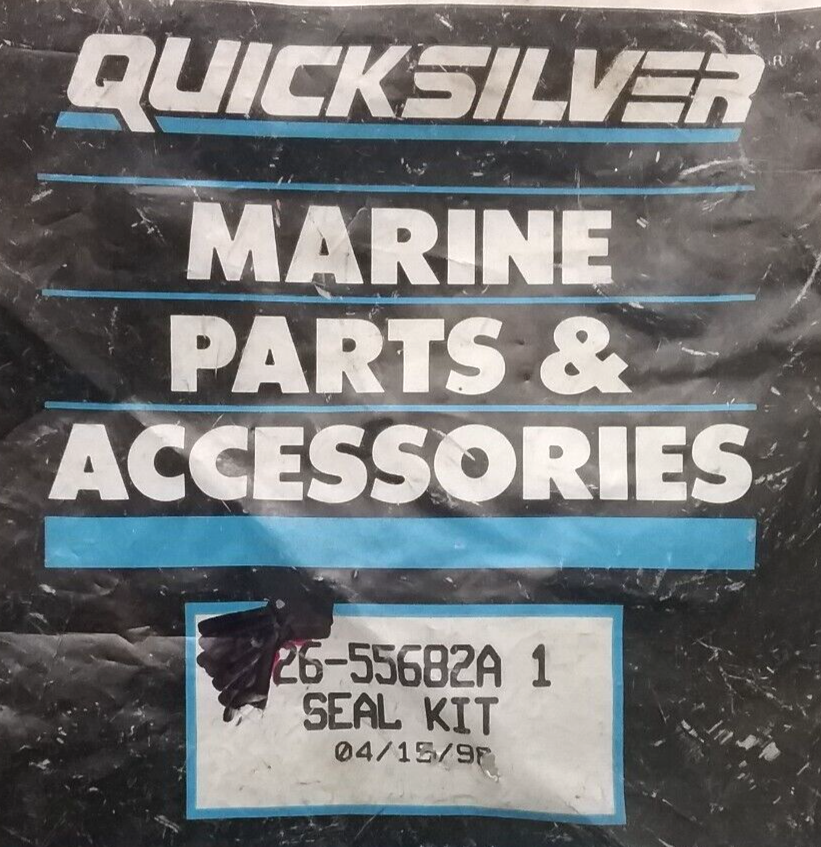 QUICKSILVER
MARINE
PARTS &
ACCESSORIES
26-55682A 1
SEAL KIT